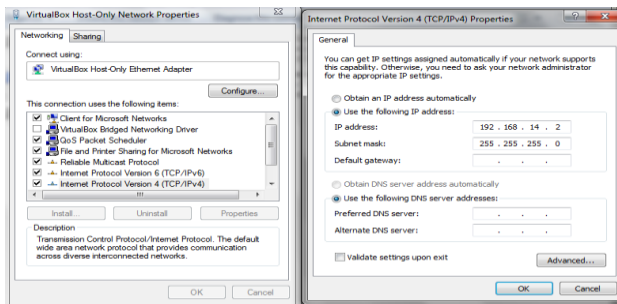 VirtualBox Host-Only Network Properties
Networking
Sharing
Connect using:
VirtualBox Host-Only Ethernet Adapter
Configure...
This connection uses the following items:
Client for Microsoft Networks
VirtualBox Bridged Networking Driver
QoS Packet Scheduler
File and Printer Sharing for Microsoft Networks
Reliable Multicast Protocol
Internet Protocol Version 6 (TCP/IPv6)
Internet Protocol Version 4 (TCP/IPv4)
Install...
Uninstall
Properties
Description
Transmission Control Protocol/Internet Protocol. The default
wide area network protocol that provides communication
across diverse interconnected networks.
OK
Cancel
Internet Protocol Version 4 (TCP/IPv4) Properties
General
You can get IP settings assigned automatically if your network supports
this capability. Otherwise, you need to ask your network administrator
for the appropriate IP settings.
Obtain an IP address automatically
Use the following IP address:
IP address:
192 . 168 . 14 . 2
Subnet mask:
255 . 255 . 255 . 0
Default gateway:
. . .
Obtain DNS server address automatically
Use the following DNS server addresses:
Preferred DNS server:
. . .
Alternate DNS server:
. . .
Validate settings upon exit
Advanced...
OK
Cancel